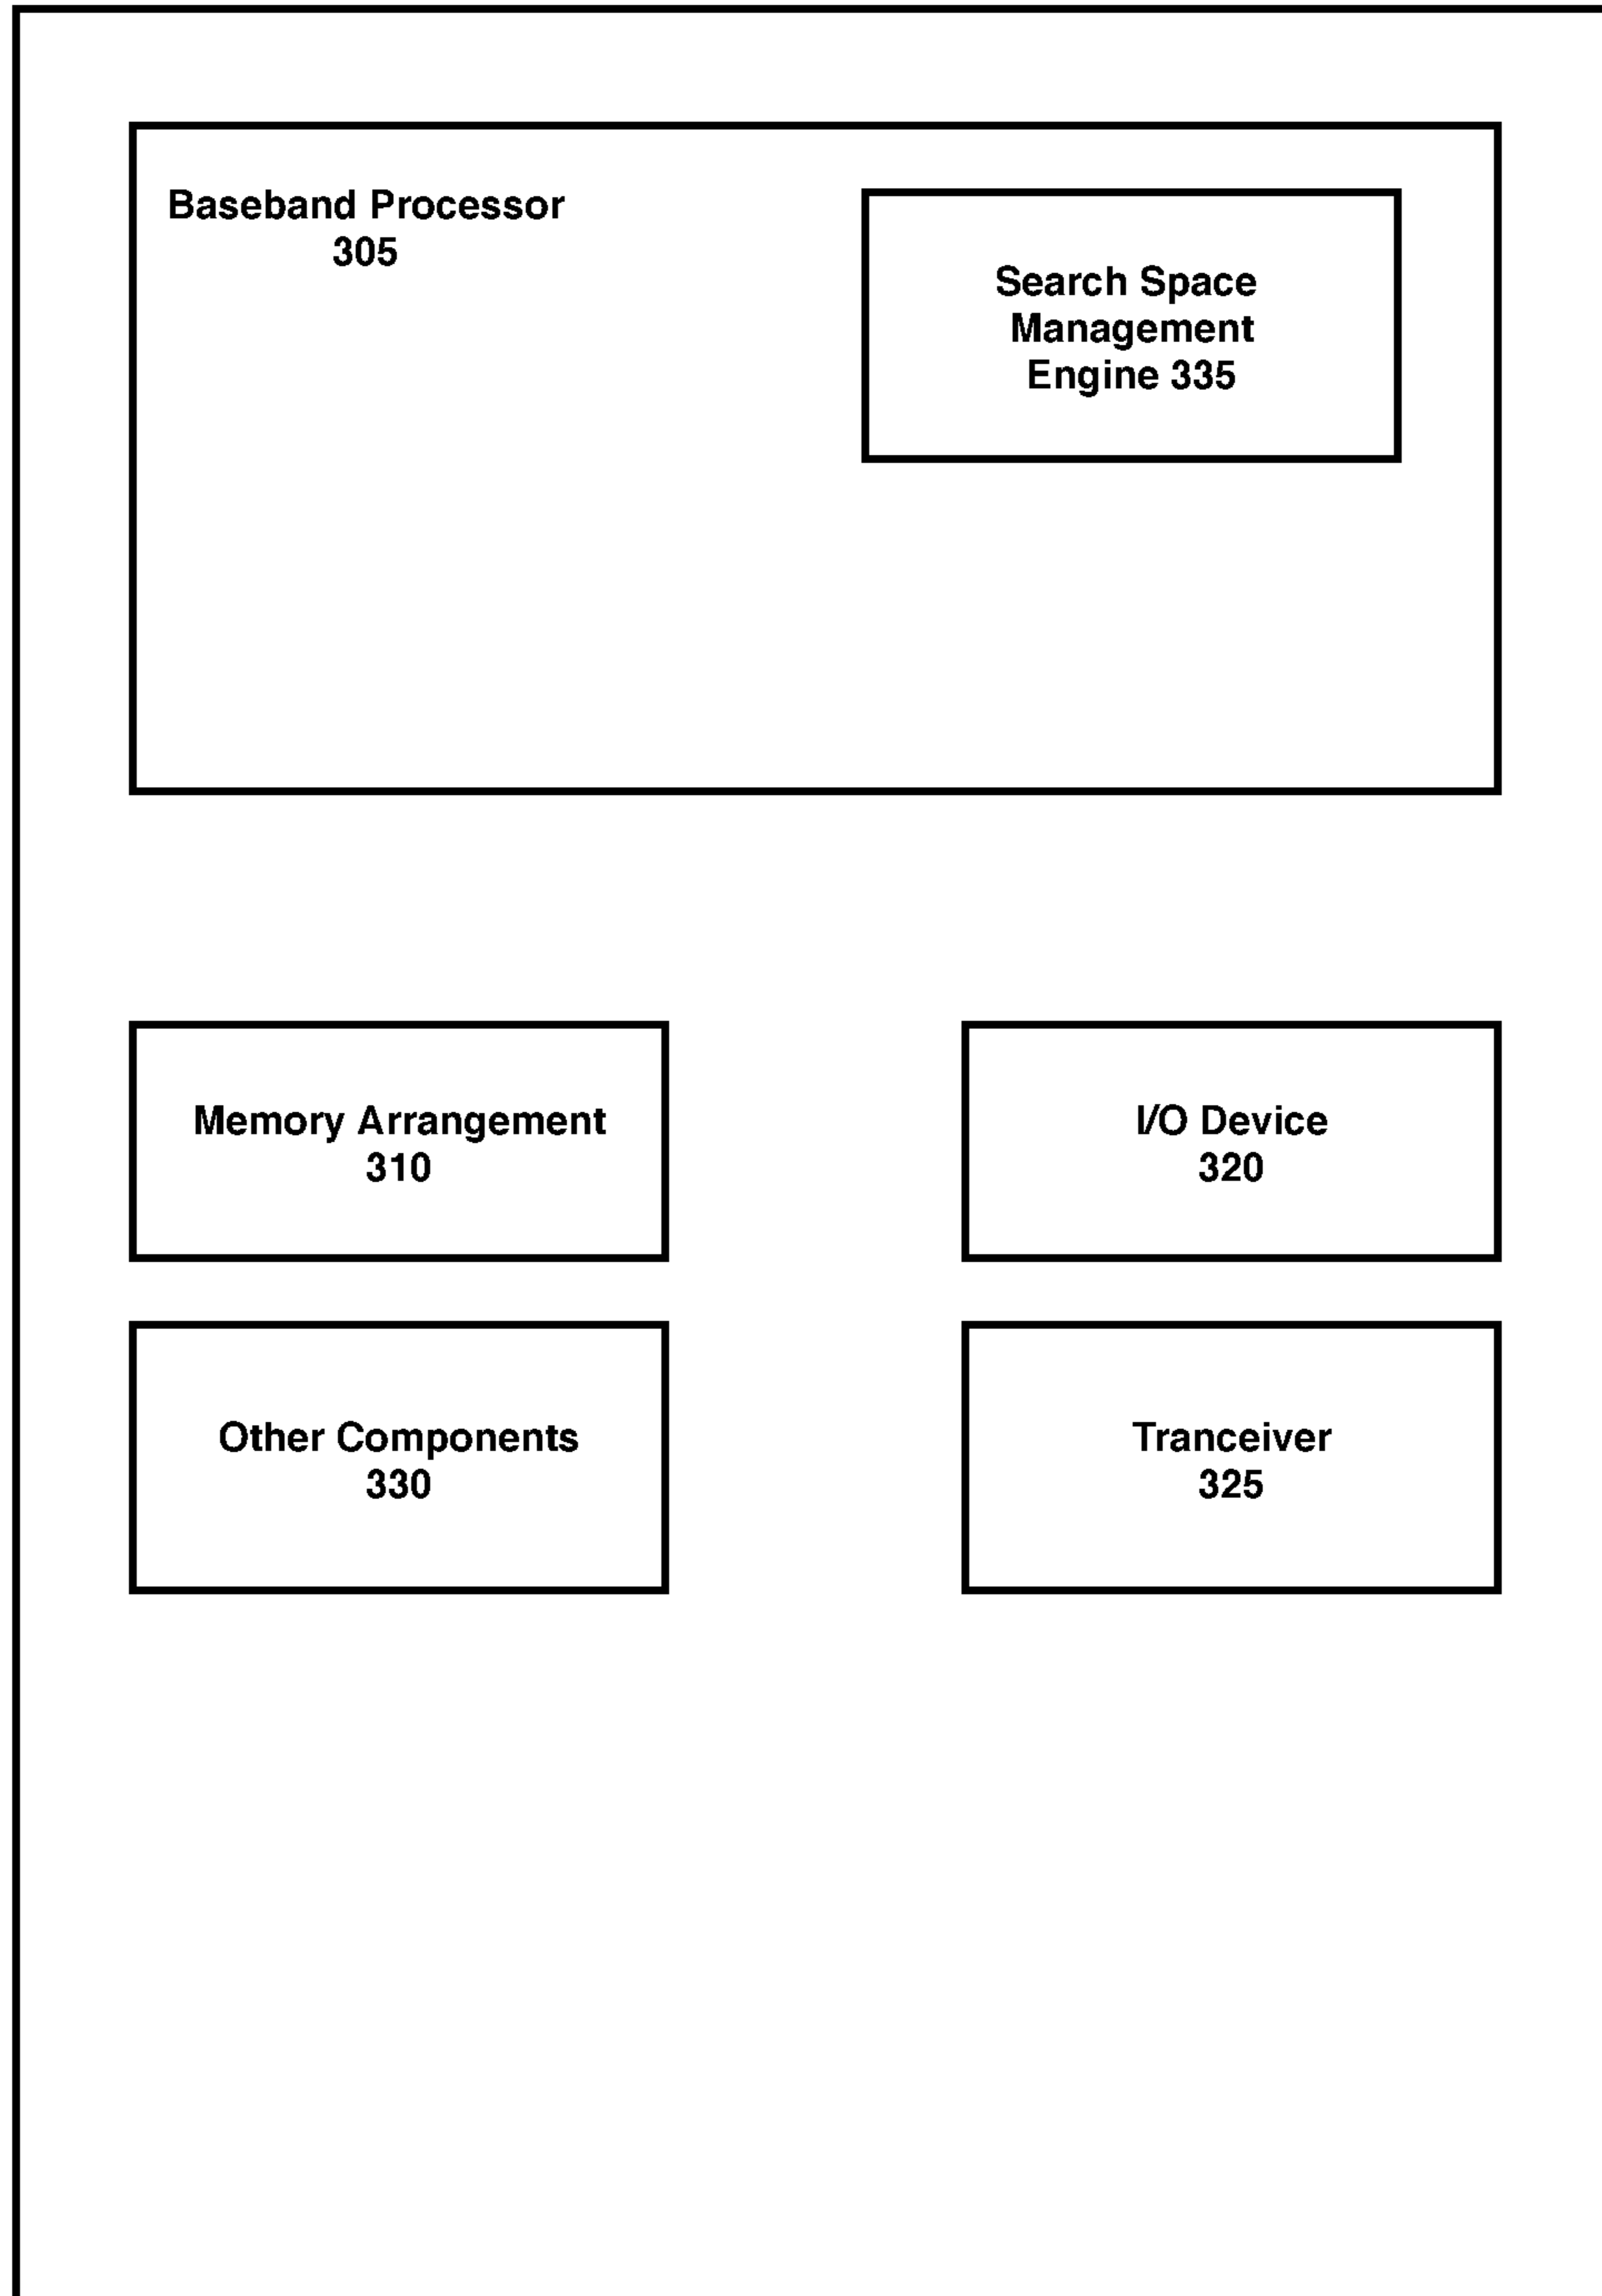 Baseband Processor
305
Search Space
Management
Engine 335
Memory Arrangement
310
I/O Device
320
Other Components
330
Tranceiver
325